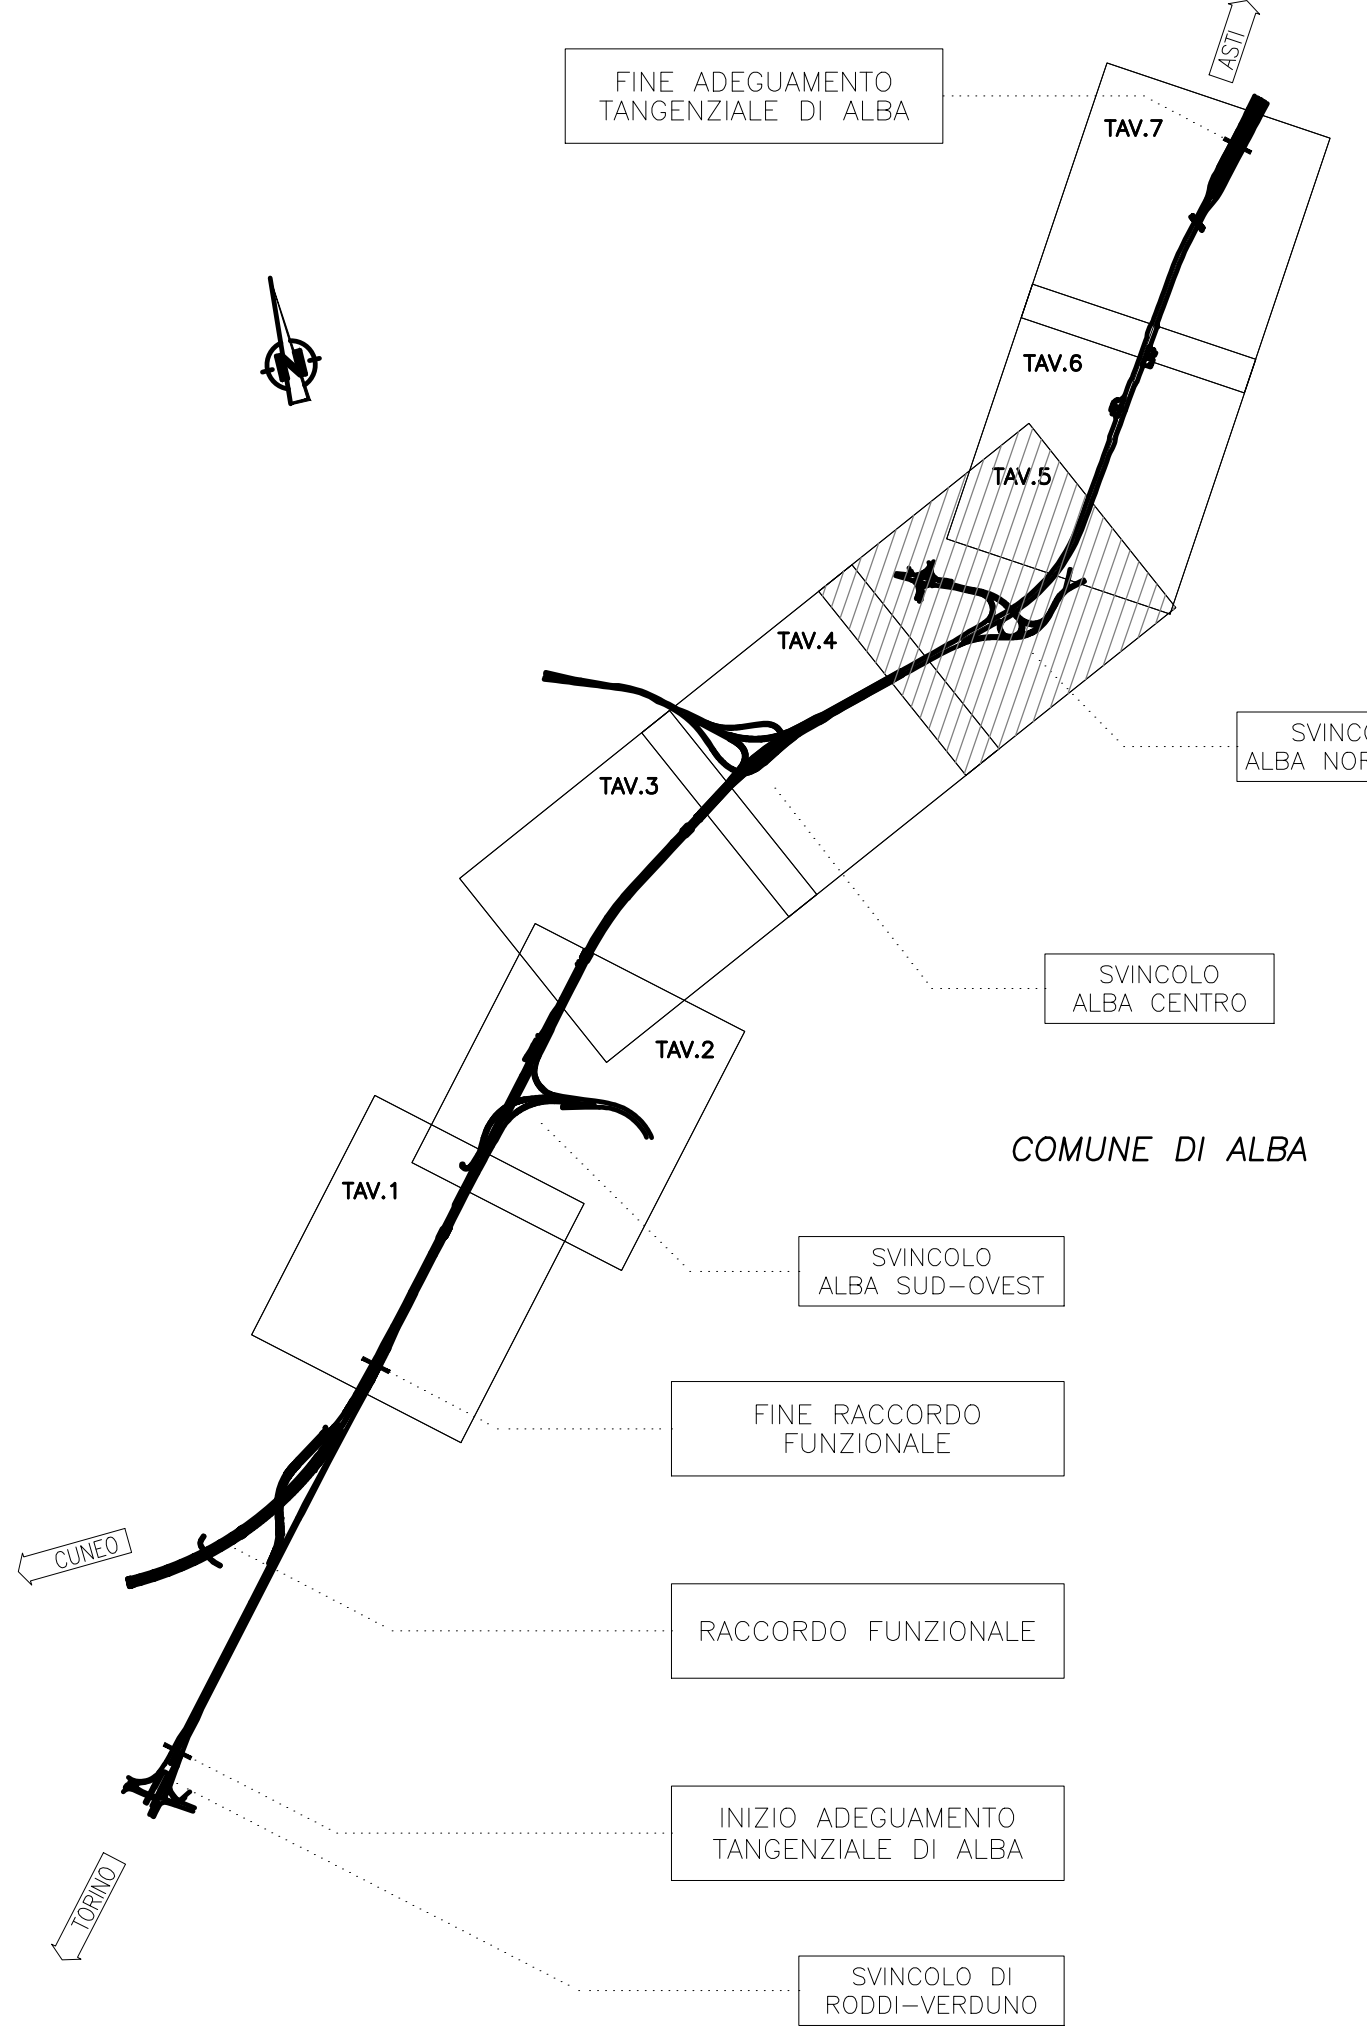 ASTI
FINE ADEGUAMENTO
TANGENZIALE DI ALBA
TAV.7
N
TAV.6
TAV.5
TAV.4
SVINCO
ALBA NOR
TAV.3
SVINCOLO
ALBA CENTRO
TAV.2
COMUNE DI ALBA
TAV.1
SVINCOLO
ALBA SUD-OVEST
FINE RACCORDO
FUNZIONALE
CUNEO
RACCORDO FUNZIONALE
INIZIO ADEGUAMENTO
TANGENZIALE DI ALBA
TORINO
SVINCOLO DI
RODDI-VERDUNO